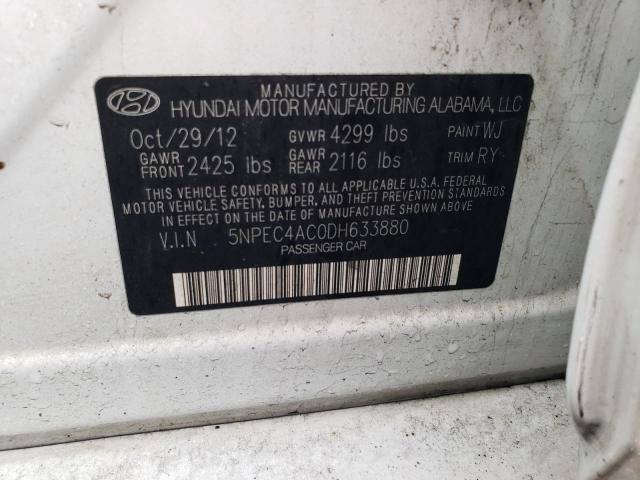 MANUFACTURED BY
HYUNDAI MOTOR MANUFACTURING ALABAMA, LLC
Oct/29/12 GVWR 4299 lbs PAINT WJ
GAWR FRONT 2425 lbs GAWR REAR 2116 lbs TRIM RY
THIS VEHICLE CONFORMS TO ALL APPLICABLE U.S.A. FEDERAL
MOTOR VEHICLE SAFETY, BUMPER, AND THEFT PREVENTION STANDARDS
IN EFFECT ON THE DATE OF MANUFACTURE SHOWN ABOVE.
V.I.N 5NPEC4AC0DH633880
PASSENGER CAR